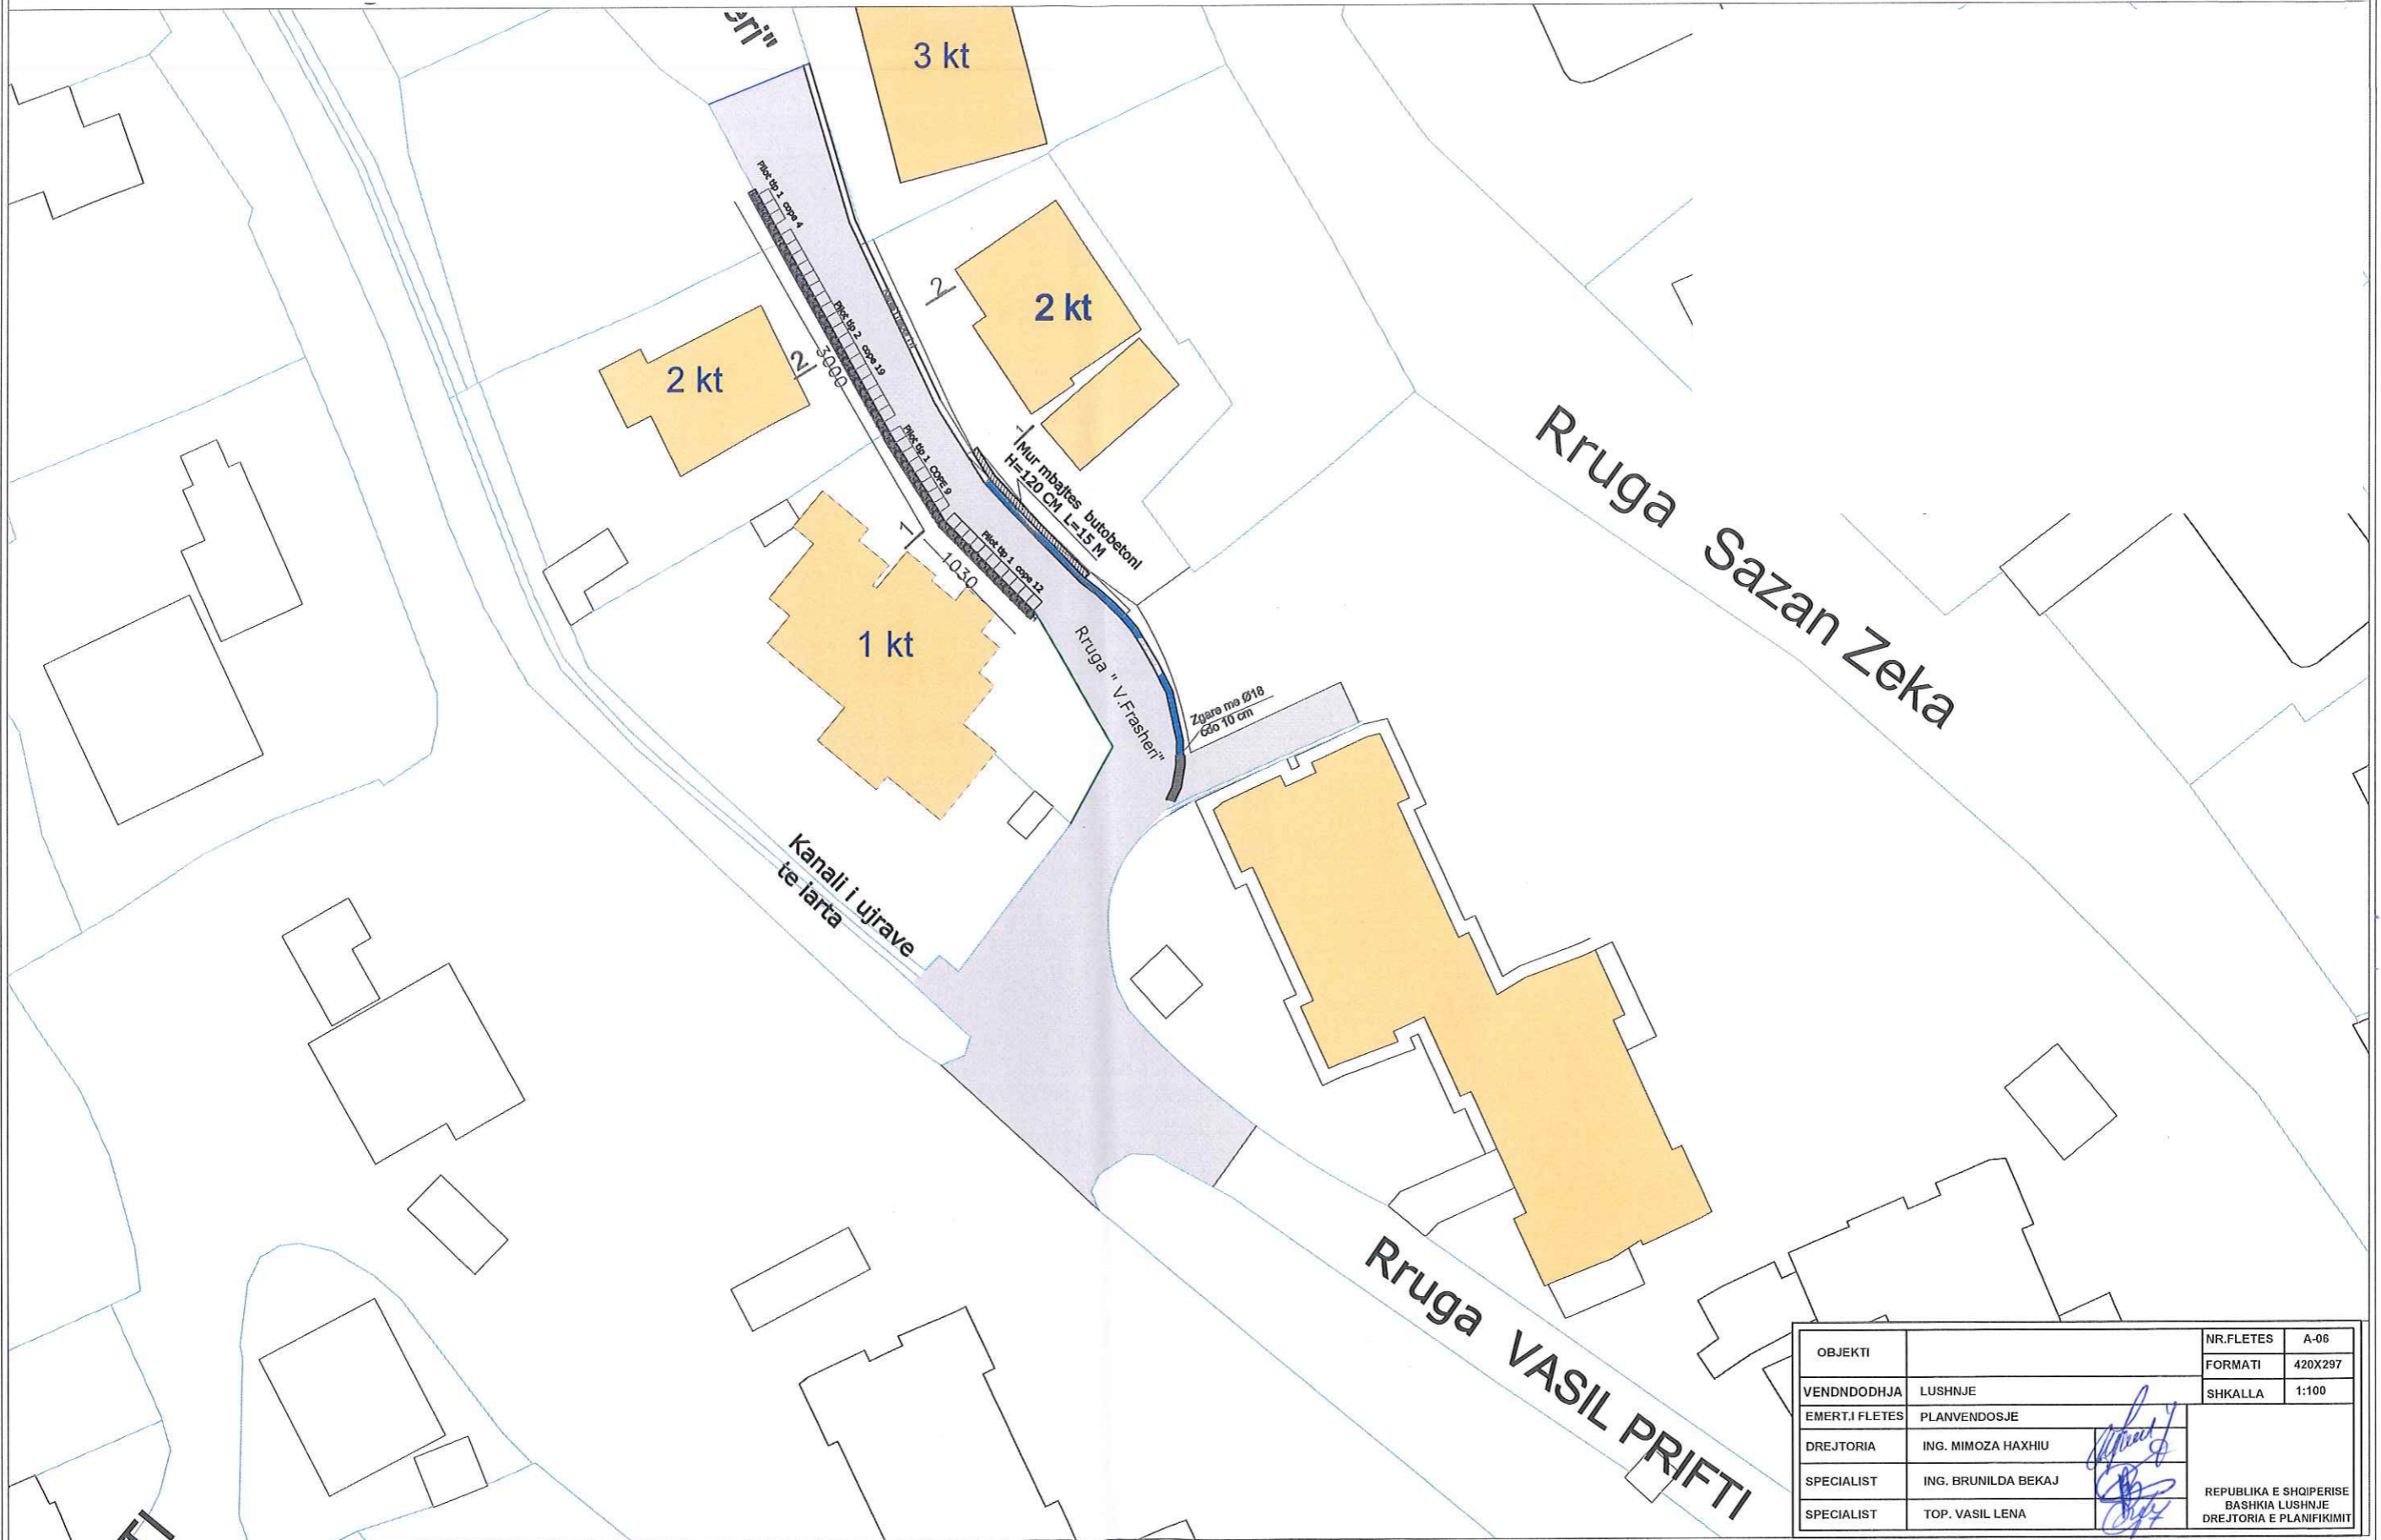 eri"
3 kt
Pilot tip 1 cope 4
2 kt
2
Pilot tip 2 cope 19
2 kt
2
3000
Pilot tip 1 COPE 9
1
Mur mbajtes butobetoni
H=120 CM L=15 M
1
1030
Pilot tip 1 cope 12
1 kt
Rruga " V.Frasheri"
Zgare me Ø16
cdo 10 cm
Rruga Sazan Zeka
Kanali i ujrave
te larta
Rruga VASIL PRIFTI
TI
OBJEKTI
NR.FLETES A-06
FORMATI 420X297
VENDNDODHJA LUSHNJE
SHKALLA 1:100
EMERT.I FLETES PLANVENDOSJE
DREJTORIA ING. MIMOZA HAXHIU
SPECIALIST ING. BRUNILDA BEKAJ
SPECIALIST TOP. VASIL LENA
REPUBLIKA E SHQIPERISE
BASHKIA LUSHNJE
DREJTORIA E PLANIFIKIMIT